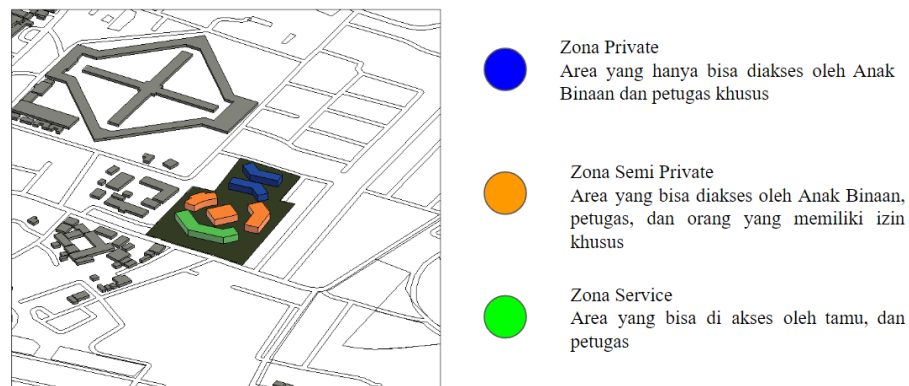 Zona Private
Area yang hanya bisa diakses oleh Anak
Binaan dan petugas khusus
Zona Semi Private
Area yang bisa diakses oleh Anak Binaan,
petugas, dan orang yang memiliki izin
khusus
Zona Service
Area yang bisa di akses oleh tamu, dan
petugas